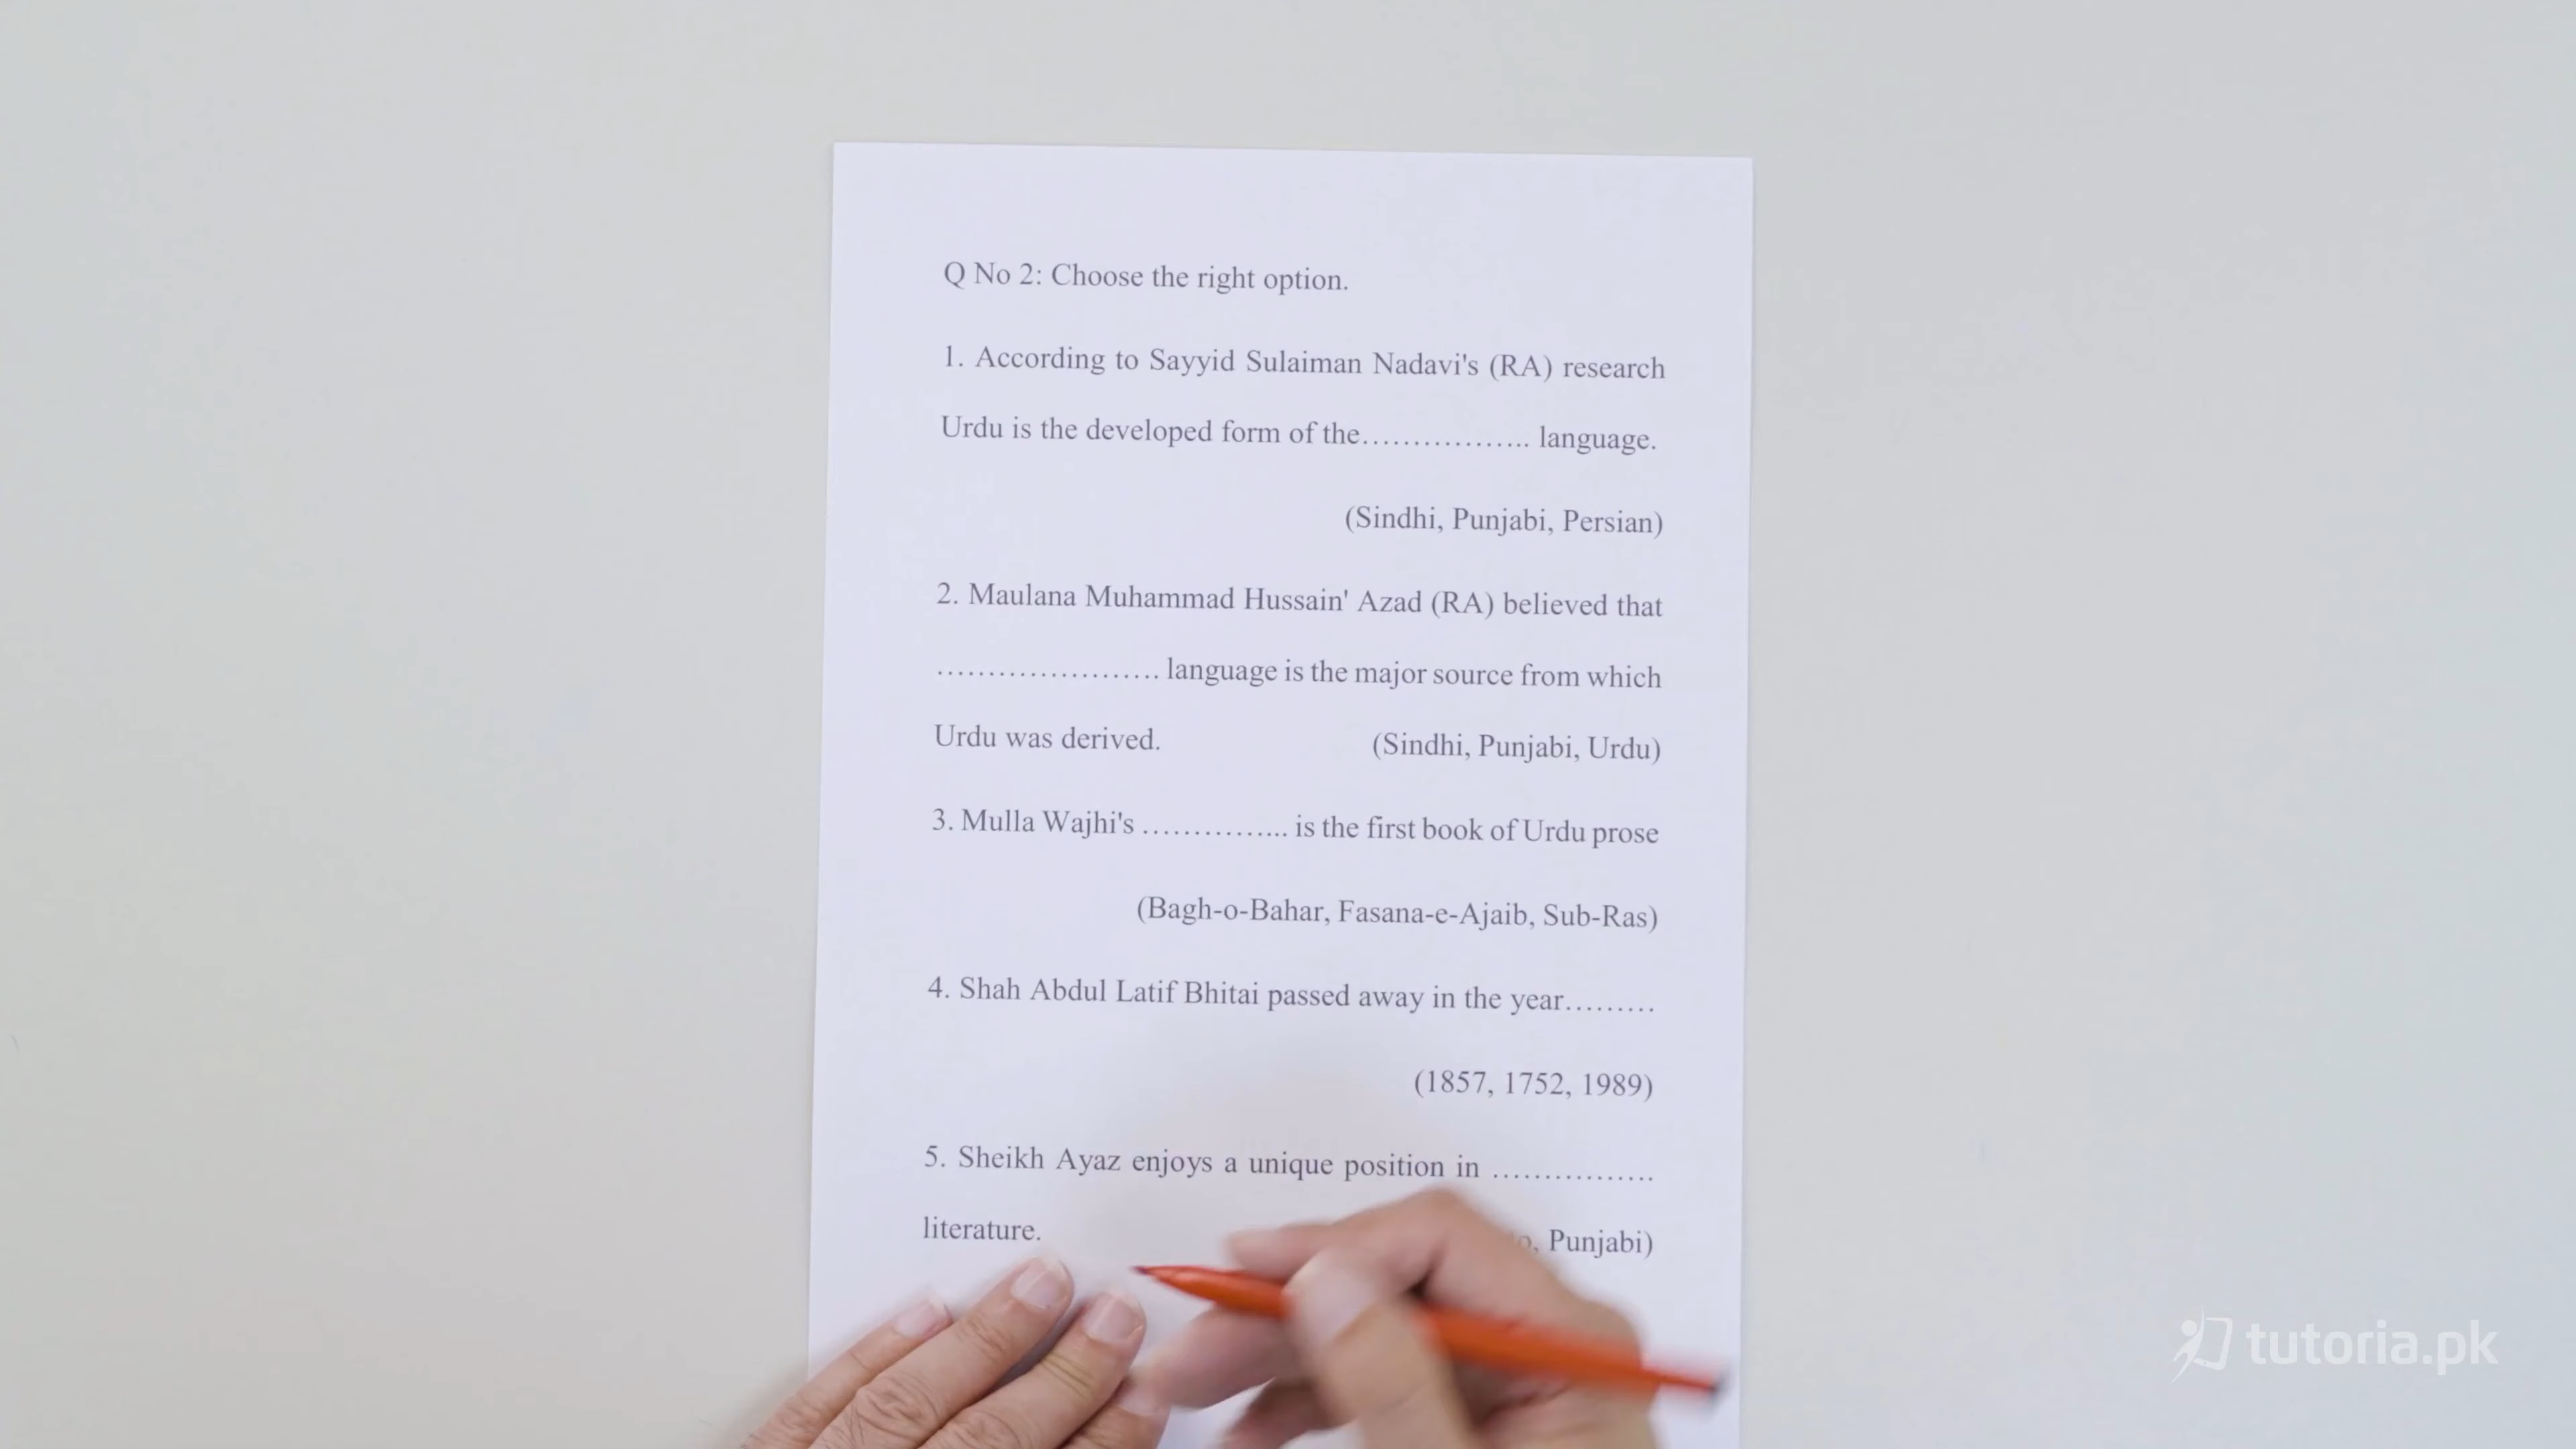 Q No 2: Choose the right option.
1. According to Sayyid Sulaiman Nadavi's (RA) research
Urdu is the developed form of the................. language.
(Sindhi, Punjabi, Persian)
2. Maulana Muhammad Hussain' Azad (RA) believed that
...................... language is the major source from which
Urdu was derived. (Sindhi, Punjabi, Urdu)
3. Mulla Wajhi's ............... is the first book of Urdu prose
(Bagh-o-Bahar, Fasana-e-Ajaib, Sub-Ras)
4. Shah Abdul Latif Bhitai passed away in the year.........
(1857, 1752, 1989)
5. Sheikh Ayaz enjoys a unique position in ................
literature. Punjabi)
tutoria.pk